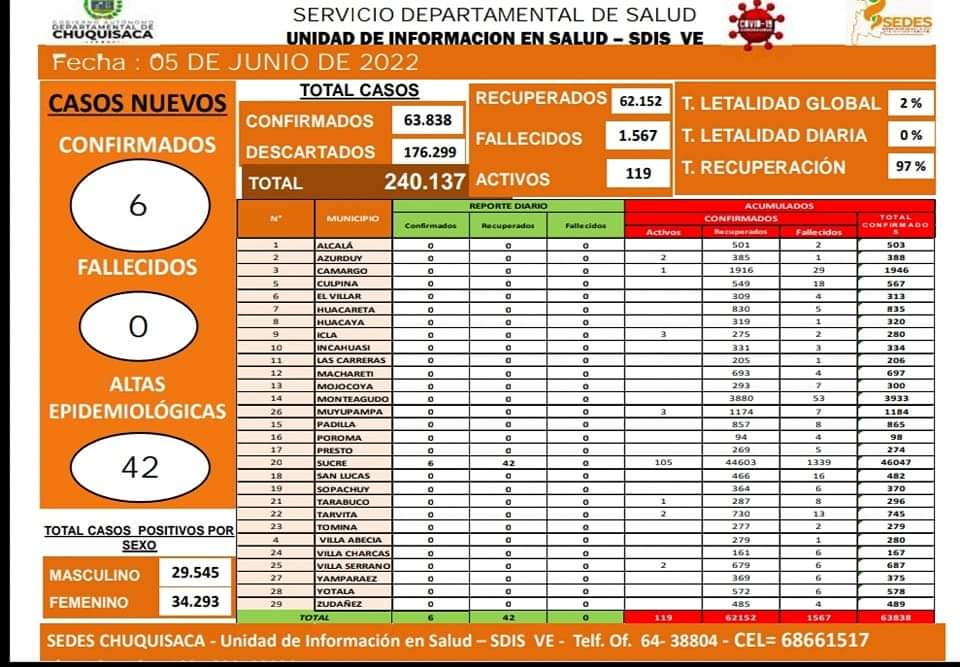 GOBIERNO AUTÓNOMO
DEPARTAMENTAL DE
CHUQUISACA
SERVICIO DEPARTAMENTAL DE SALUD
UNIDAD DE INFORMACION EN SALUD – SDIS VE
COVID-19
SEDES
Fecha : 05 DE JUNIO DE 2022
CASOS NUEVOS
CONFIRMADOS
6
FALLECIDOS
0
ALTAS
EPIDEMIOLÓGICAS
42
TOTAL CASOS POSITIVOS POR
SEXO
MASCULINO 29.545
FEMENINO 34.293
TOTAL CASOS
CONFIRMADOS 63.838
DESCARTADOS 176.299
TOTAL 240.137
RECUPERADOS 62.152
FALLECIDOS 1.567
ACTIVOS 119
T. LETALIDAD GLOBAL 2 %
T. LETALIDAD DIARIA 0 %
T. RECUPERACIÓN 97 %
N° MUNICIPIO REPORTE DIARIO ACUMULADOS
CONFIRMADOS TOTAL CONFIRMADOS
Confirmados Recuperados Fallecidos Activos Recuperados Fallecidos
1 ALCALÁ 0 0 0 501 2 503
2 AZURDUY 0 0 0 2 385 1 388
3 CAMARGO 0 0 0 1 1916 29 1946
5 CULPINA 0 0 0 549 18 567
6 EL VILLAR 0 0 0 309 4 313
7 HUACARETA 0 0 0 830 5 835
8 HUACAYA 0 0 0 319 1 320
9 ICLA 0 0 0 3 275 2 280
10 INCAHUASI 0 0 0 331 3 334
11 LAS CARRERAS 0 0 0 205 1 206
12 MACHARETI 0 0 0 693 4 697
13 MOJOCOYA 0 0 0 293 7 300
14 MONTEAGUDO 0 0 0 3880 53 3933
26 MUYUPAMPA 0 0 0 3 1174 7 1184
15 PADILLA 0 0 0 857 8 865
16 POROMA 0 0 0 94 4 98
17 PRESTO 0 0 0 269 5 274
20 SUCRE 6 42 0 105 44603 1339 46047
18 SAN LUCAS 0 0 0 466 16 482
19 SOPACHUY 0 0 0 364 6 370
21 TARABUCO 0 0 0 1 287 8 296
22 TARVITA 0 0 0 2 730 13 745
23 TOMINA 0 0 0 277 2 279
4 VILLA ABECIA 0 0 0 279 1 280
24 VILLA CHARCAS 0 0 0 161 6 167
25 VILLA SERRANO 0 0 0 2 679 6 687
27 YAMPARAEZ 0 0 0 369 6 375
28 YOTALA 0 0 0 572 6 578
29 ZUDAÑEZ 0 0 0 485 4 489
TOTAL 6 42 0 119 62152 1567 63838
SEDES CHUQUISACA - Unidad de Información en Salud – SDIS VE - Telf. Of. 64- 38804 - CEL= 68661517